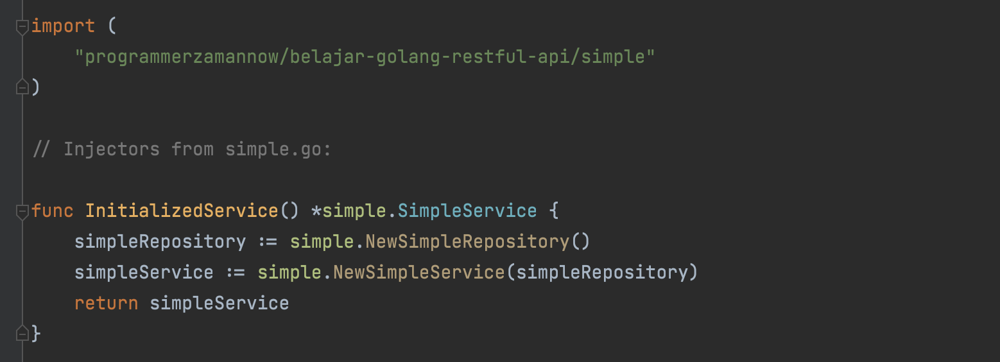 import (
    "programmerzamannow/belajar-golang-restful-api/simple"
)
// Injectors from simple.go:
func InitializedService() *simple.SimpleService {
    simpleRepository := simple.NewSimpleRepository()
    simpleService := simple.NewSimpleService(simpleRepository)
    return simpleService
}